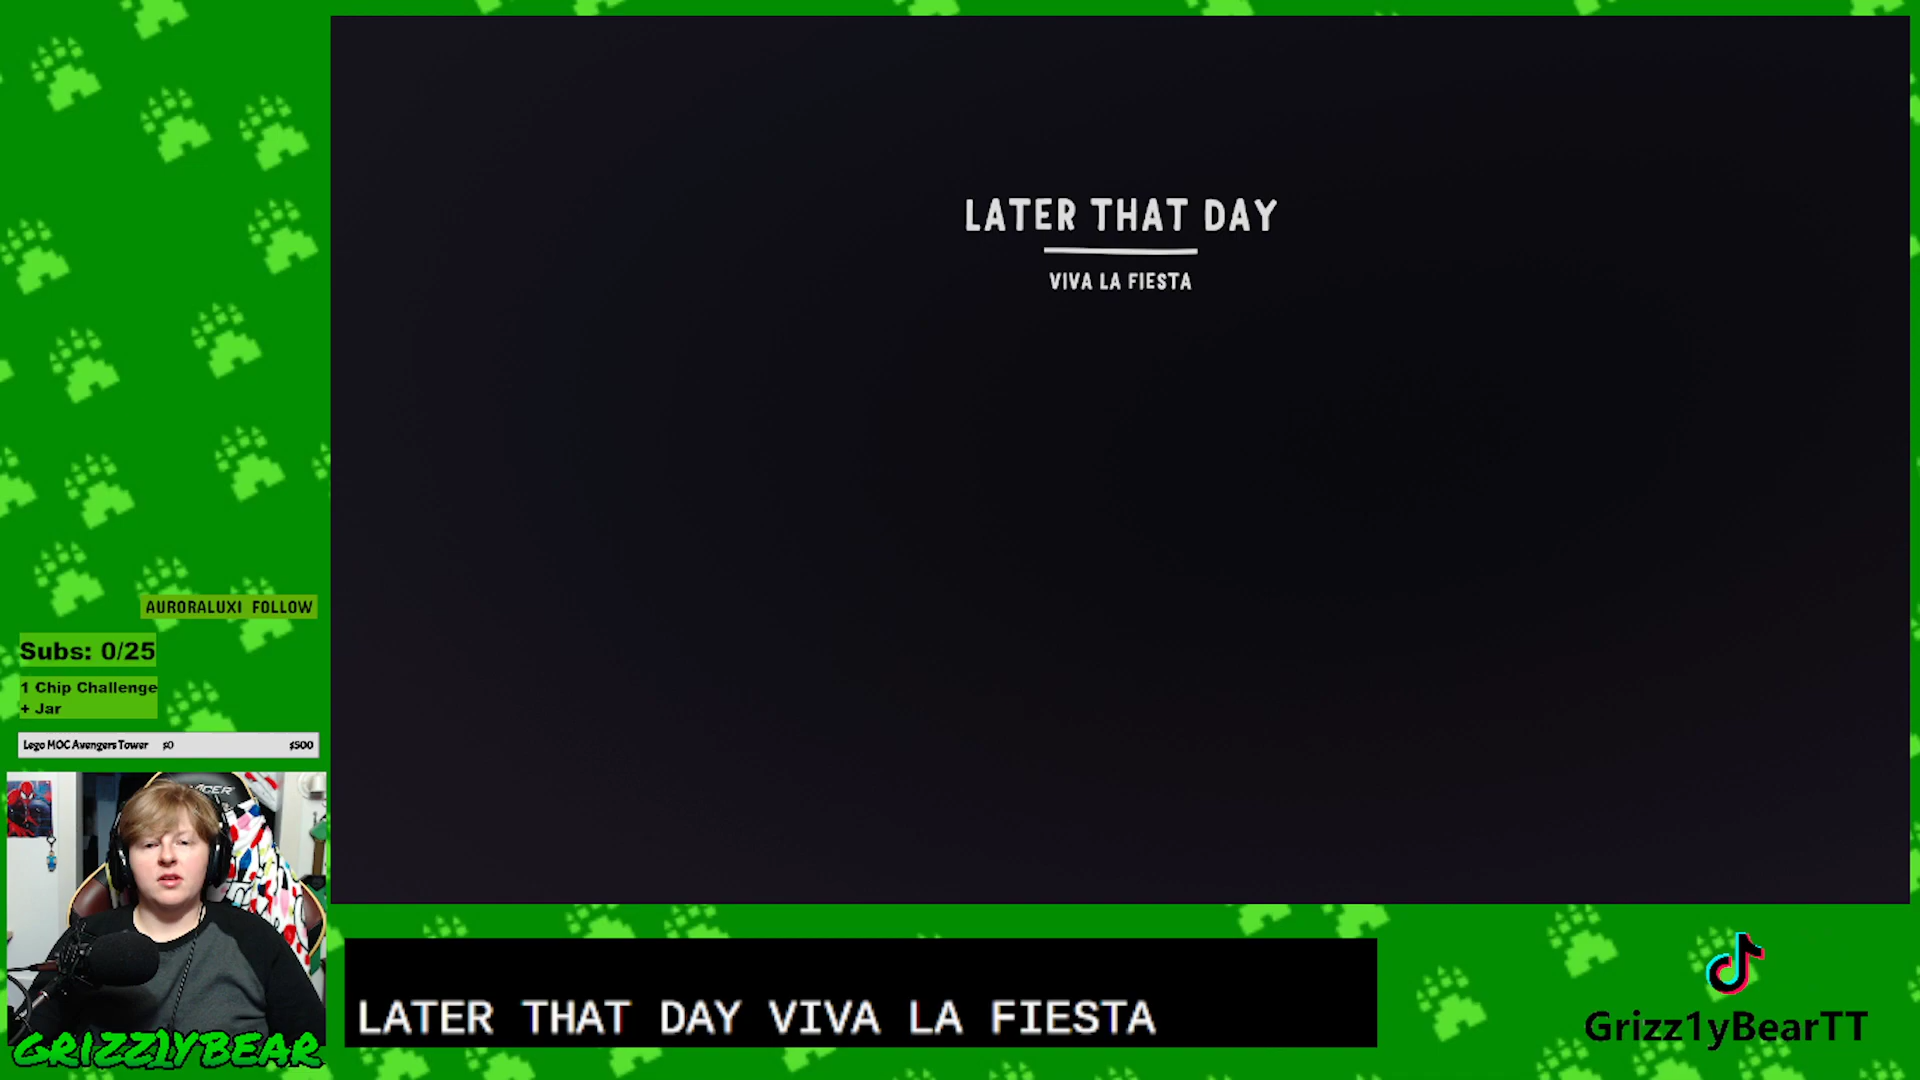 LATER THAT DAY
VIVA LA FIESTA
AURORALUXI FOLLOW
Subs: 0/25
1 Chip Challenge
+ Jar
Lego MOC Avengers Tower $0 $500
GRIZZ1YBEAR
LATER THAT DAY VIVA LA FIESTA
Grizz1yBearTT